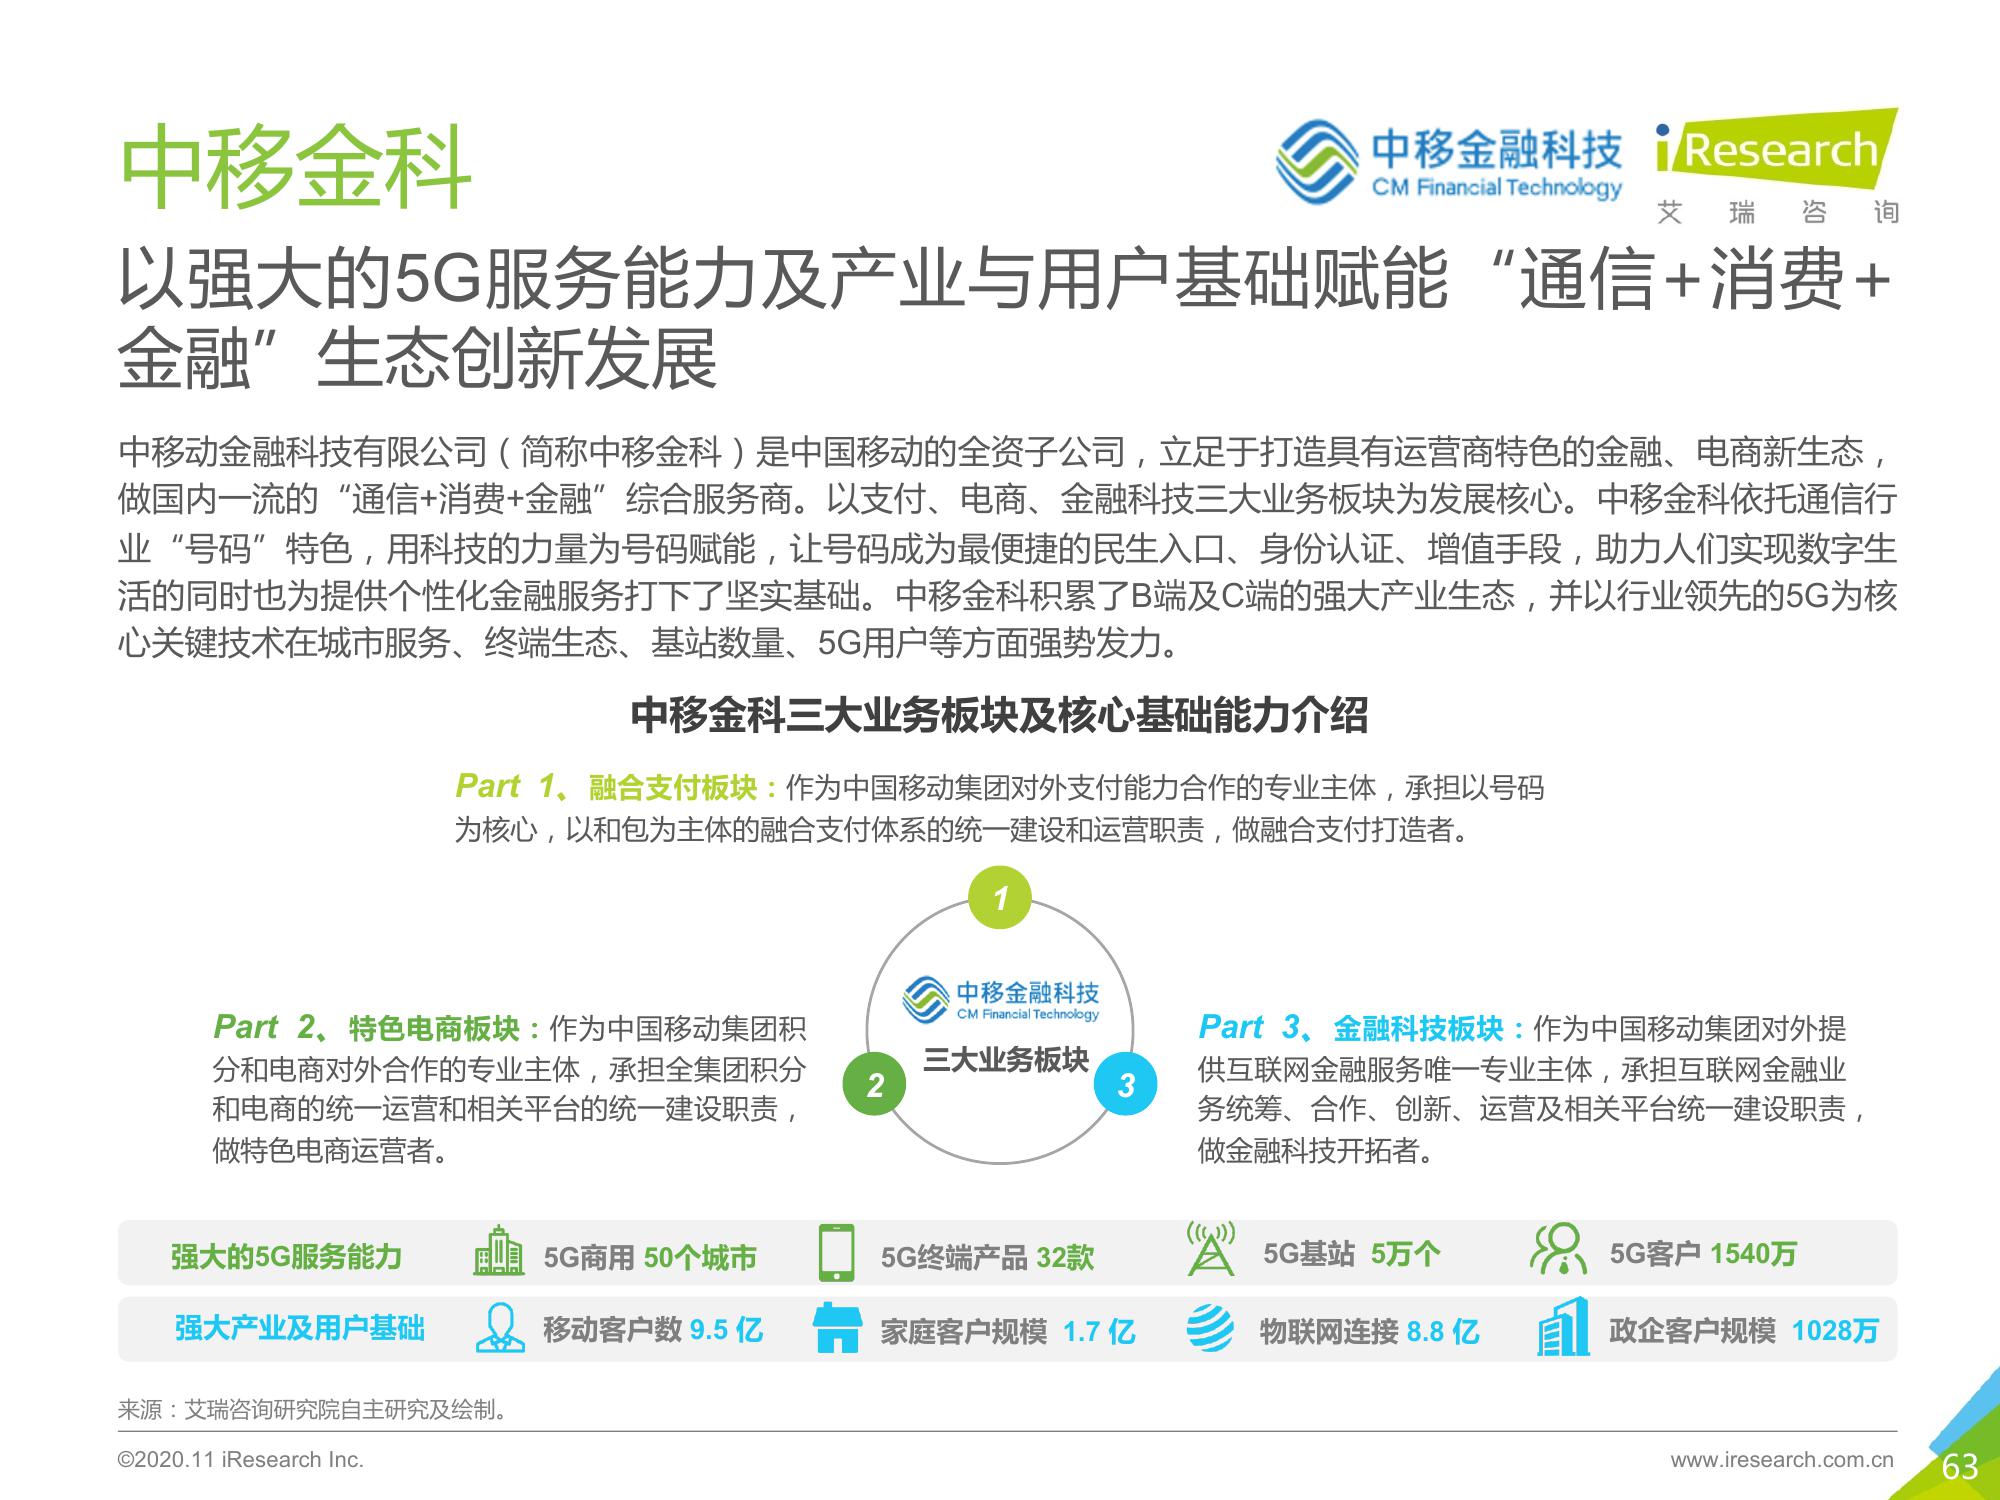 中移金科
中移金融科技
CM Financial Technology
iResearch
艾瑞咨询
以强大的5G服务能力及产业与用户基础赋能“通信+消费+
金融”生态创新发展
中移动金融科技有限公司(简称中移金科)是中国移动的全资子公司,立足于打造具有运营商特色的金融、电商新生态,
做国内一流的“通信+消费+金融”综合服务商。以支付、电商、金融科技三大业务板块为发展核心。中移金科依托通信行
业“号码”特色,用科技的力量为号码赋能,让号码成为最便捷的民生入口、身份认证、增值手段,助力人们实现数字生
活的同时也为提供个性化金融服务打下了坚实基础。中移金科积累了B端及C端的强大产业生态,并以行业领先的5G为核
心关键技术在城市服务、终端生态、基站数量、5G用户等方面强势发力。
中移金科三大业务板块及核心基础能力介绍
Part 1、融合支付板块:作为中国移动集团对外支付能力合作的专业主体,承担以号码
为核心,以和包为主体的融合支付体系的统一建设和运营职责,做融合支付打造者。
1
中移金融科技
CM Financial Technology
三大业务板块
2
3
Part 2、特色电商板块:作为中国移动集团积
分和电商对外合作的专业主体,承担全集团积分
和电商的统一运营和相关平台的统一建设职责,
做特色电商运营者。
Part 3、金融科技板块:作为中国移动集团对外提
供互联网金融服务唯一专业主体,承担互联网金融业
务统筹、合作、创新、运营及相关平台统一建设职责,
做金融科技开拓者。
强大的5G服务能力 5G商用 50个城市 5G终端产品 32款 5G基站 5万个 5G客户 1540万
强大产业及用户基础 移动客户数 9.5 亿 家庭客户规模 1.7 亿 物联网连接 8.8 亿 政企客户规模 1028万
来源:艾瑞咨询研究院自主研究及绘制。
©2020.11 iResearch Inc.
www.iresearch.com.cn
63